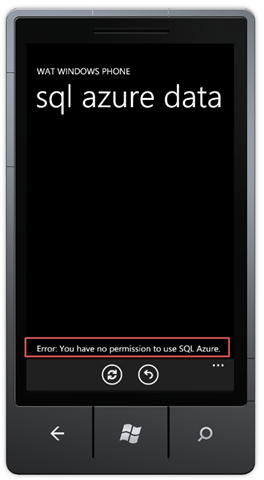 WAT WINDOWS PHONE
sql azure data
Error: You have no permission to use SQL Azure.